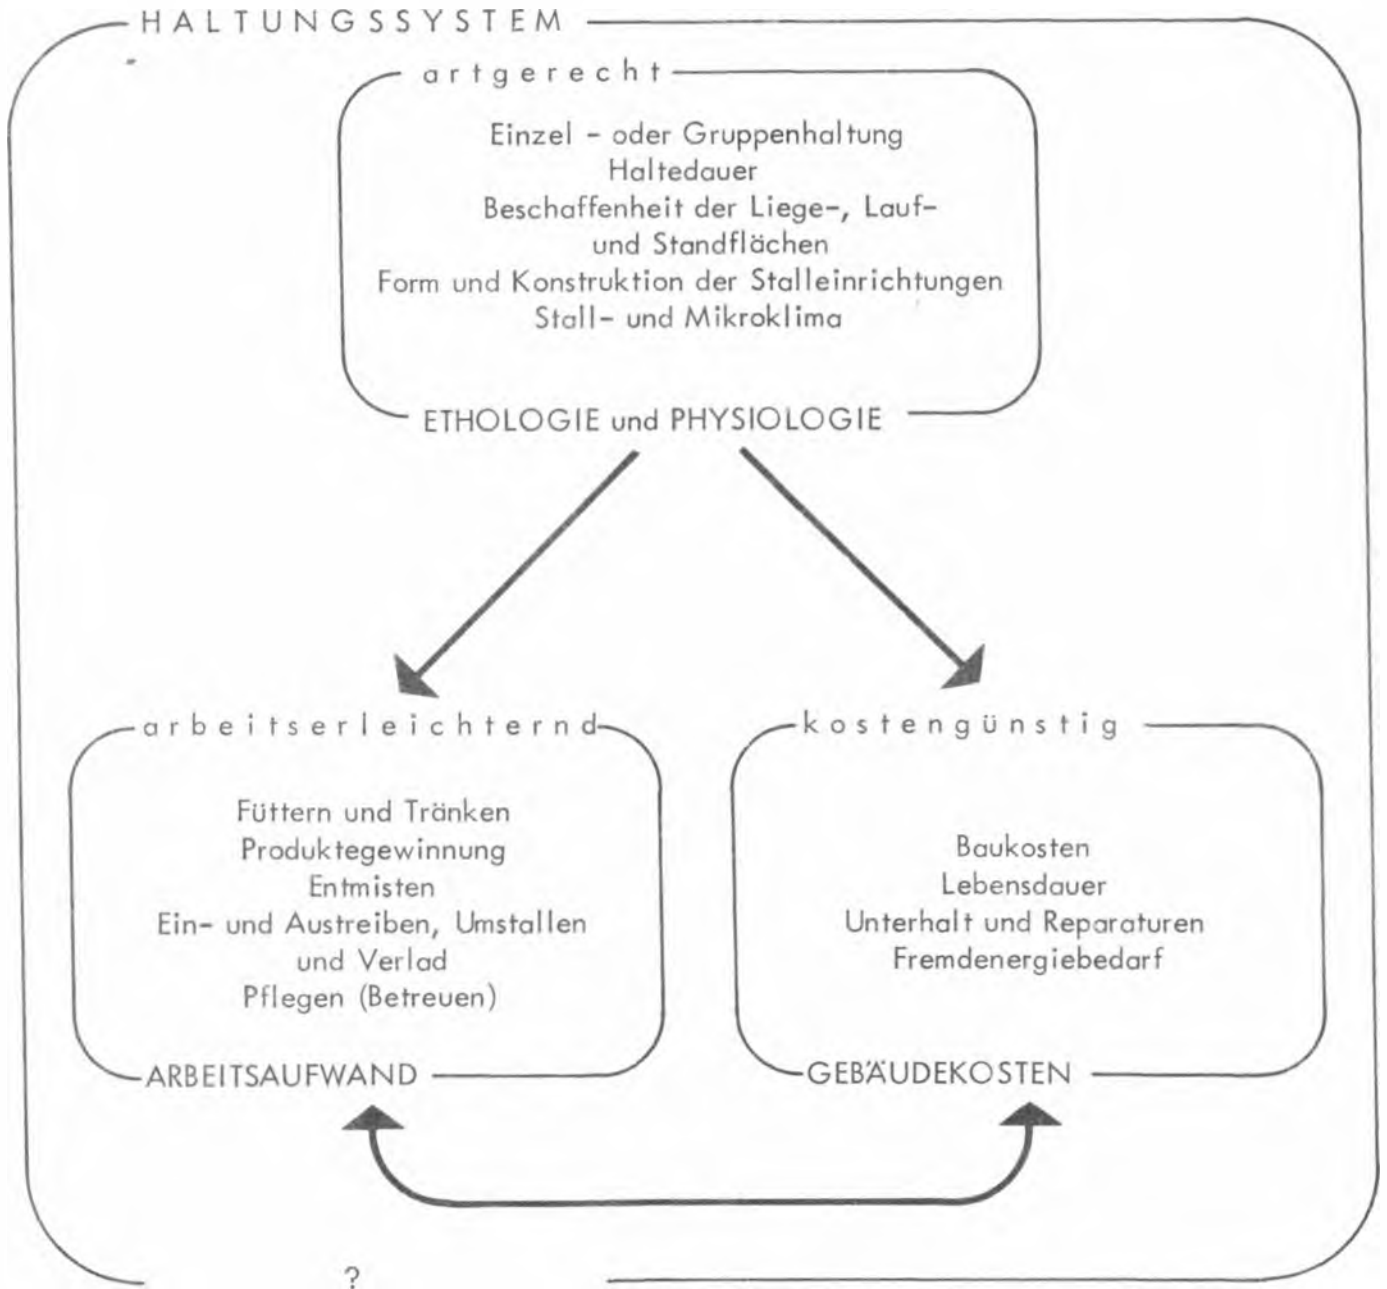 HALTUNGSSYSTEM
artgerecht
Einzel - oder Gruppenhaltung
Haltedauer
Beschaffenheit der Liege-, Lauf-
und Standflächen
Form und Konstruktion der Stalleinrichtungen
Stall- und Mikroklima
ETHOLOGIE und PHYSIOLOGIE
arbeitserleichternd
Füttern und Tränken
Produktegewinnung
Entmisten
Ein- und Austreiben, Umstallen
und Verlad
Pflegen (Betreuen)
ARBEITSAUFWAND
kostengünstig
Baukosten
Lebensdauer
Unterhalt und Reparaturen
Fremdenergiebedarf
GEBÄUDEKOSTEN
?